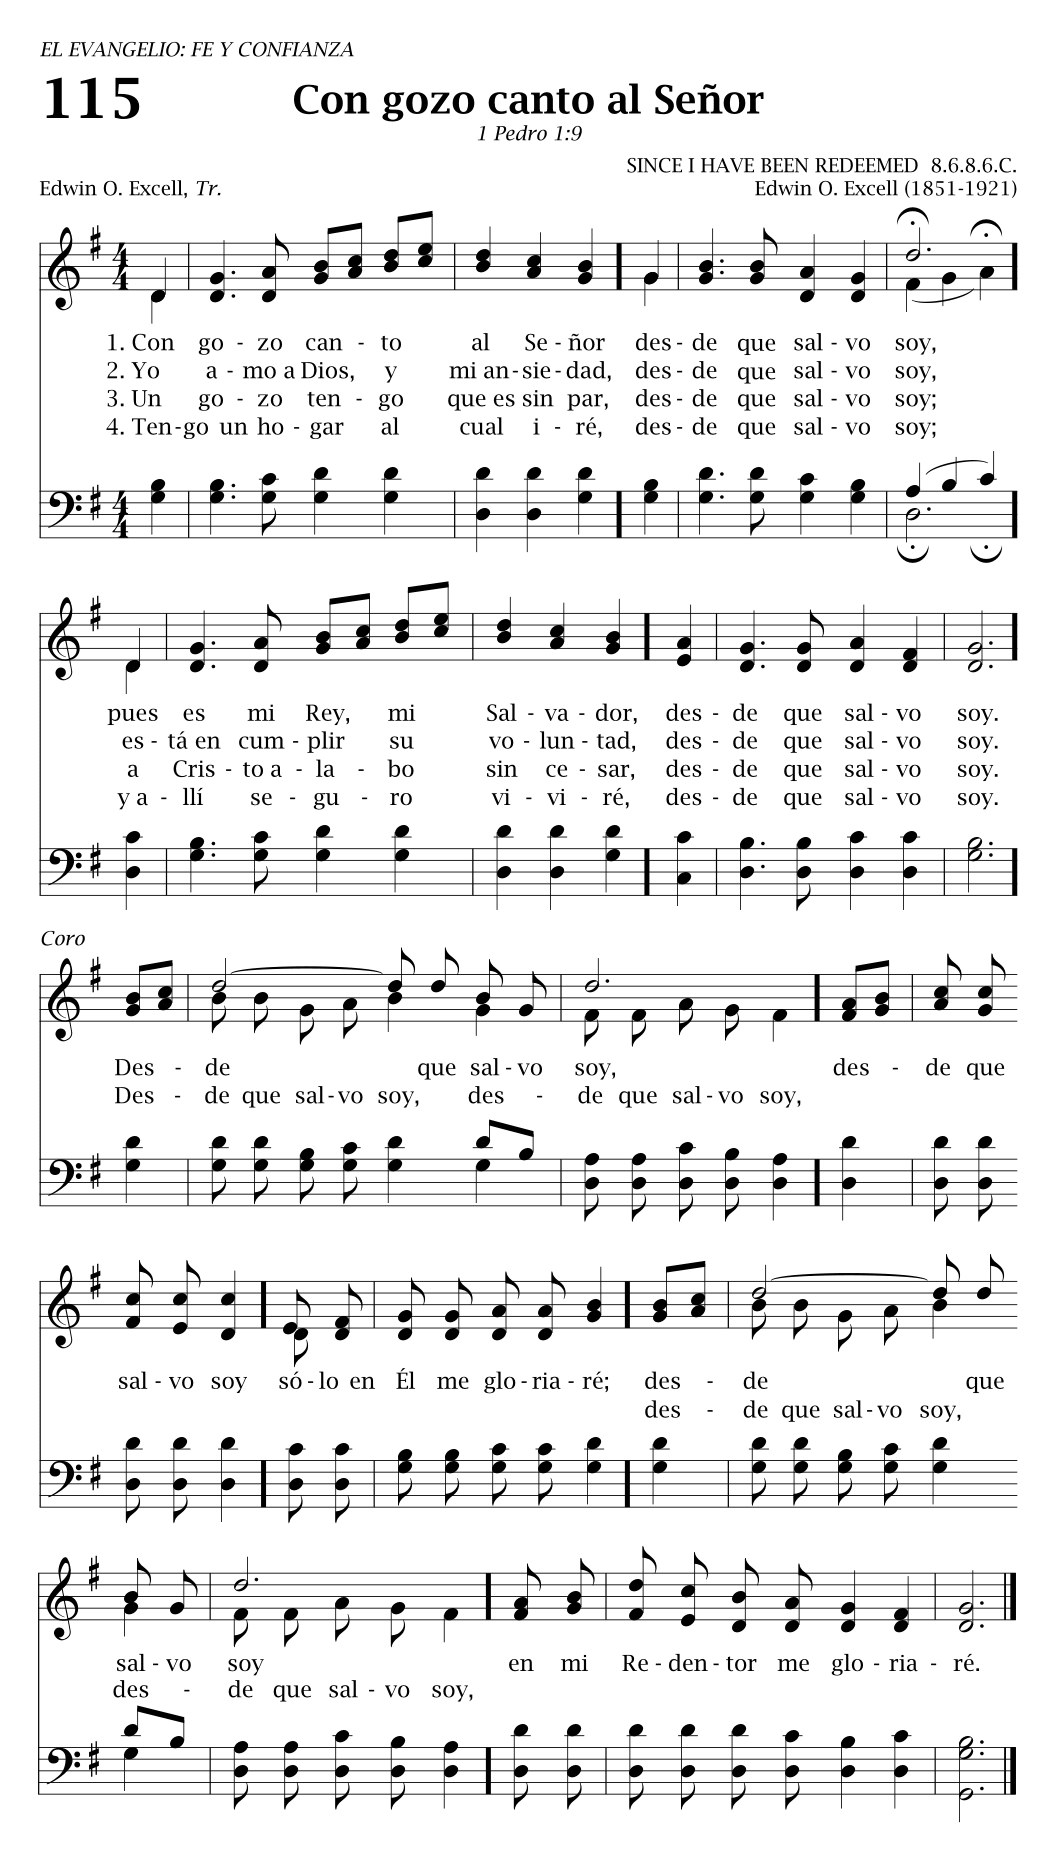 EL EVANGELIO: FE Y CONFIANZA
115
Con gozo canto al Señor
1 Pedro 1:9
SINCE I HAVE BEEN REDEEMED 8.6.8.6.C.
Edwin O. Excell, Tr.
Edwin O. Excell (1851-1921)
4
4
1. Con go - zo can - to al Se - ñor des - de que sal - vo soy,
2. Yo a - mo a Dios, y mi an - sie - dad, des - de que sal - vo soy,
3. Un go - zo ten - go que es sin par, des - de que sal - vo soy;
4. Ten - go un ho - gar al cual i - ré, des - de que sal - vo soy;
4
4
pues es mi Rey, mi Sal - va - dor, des - de que sal - vo soy.
es - tá en cum - plir su vo - lun - tad, des - de que sal - vo soy.
a Cris - to a - la - bo sin ce - sar, des - de que sal - vo soy.
y a - llí se - gu - ro vi - vi - ré, des - de que sal - vo soy.
Coro
Des - de que sal - vo soy, des - de que
Des - de que sal - vo soy, des - de que sal - vo soy,
sal - vo soy só - lo en Él me glo - ria - ré; des - de que
des - de que sal - vo soy,
sal - vo soy en mi Re - den - tor me glo - ria - ré.
des - de que sal - vo soy,